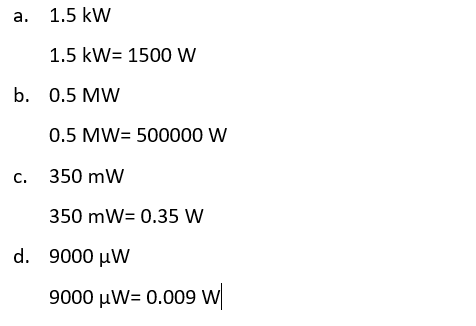 a. 1.5 kW
1.5 kW= 1500 W
b. 0.5 MW
0.5 MW= 500000 W
c. 350 mW
350 mW= 0.35 W
d. 9000 μW
9000 μW= 0.009 W